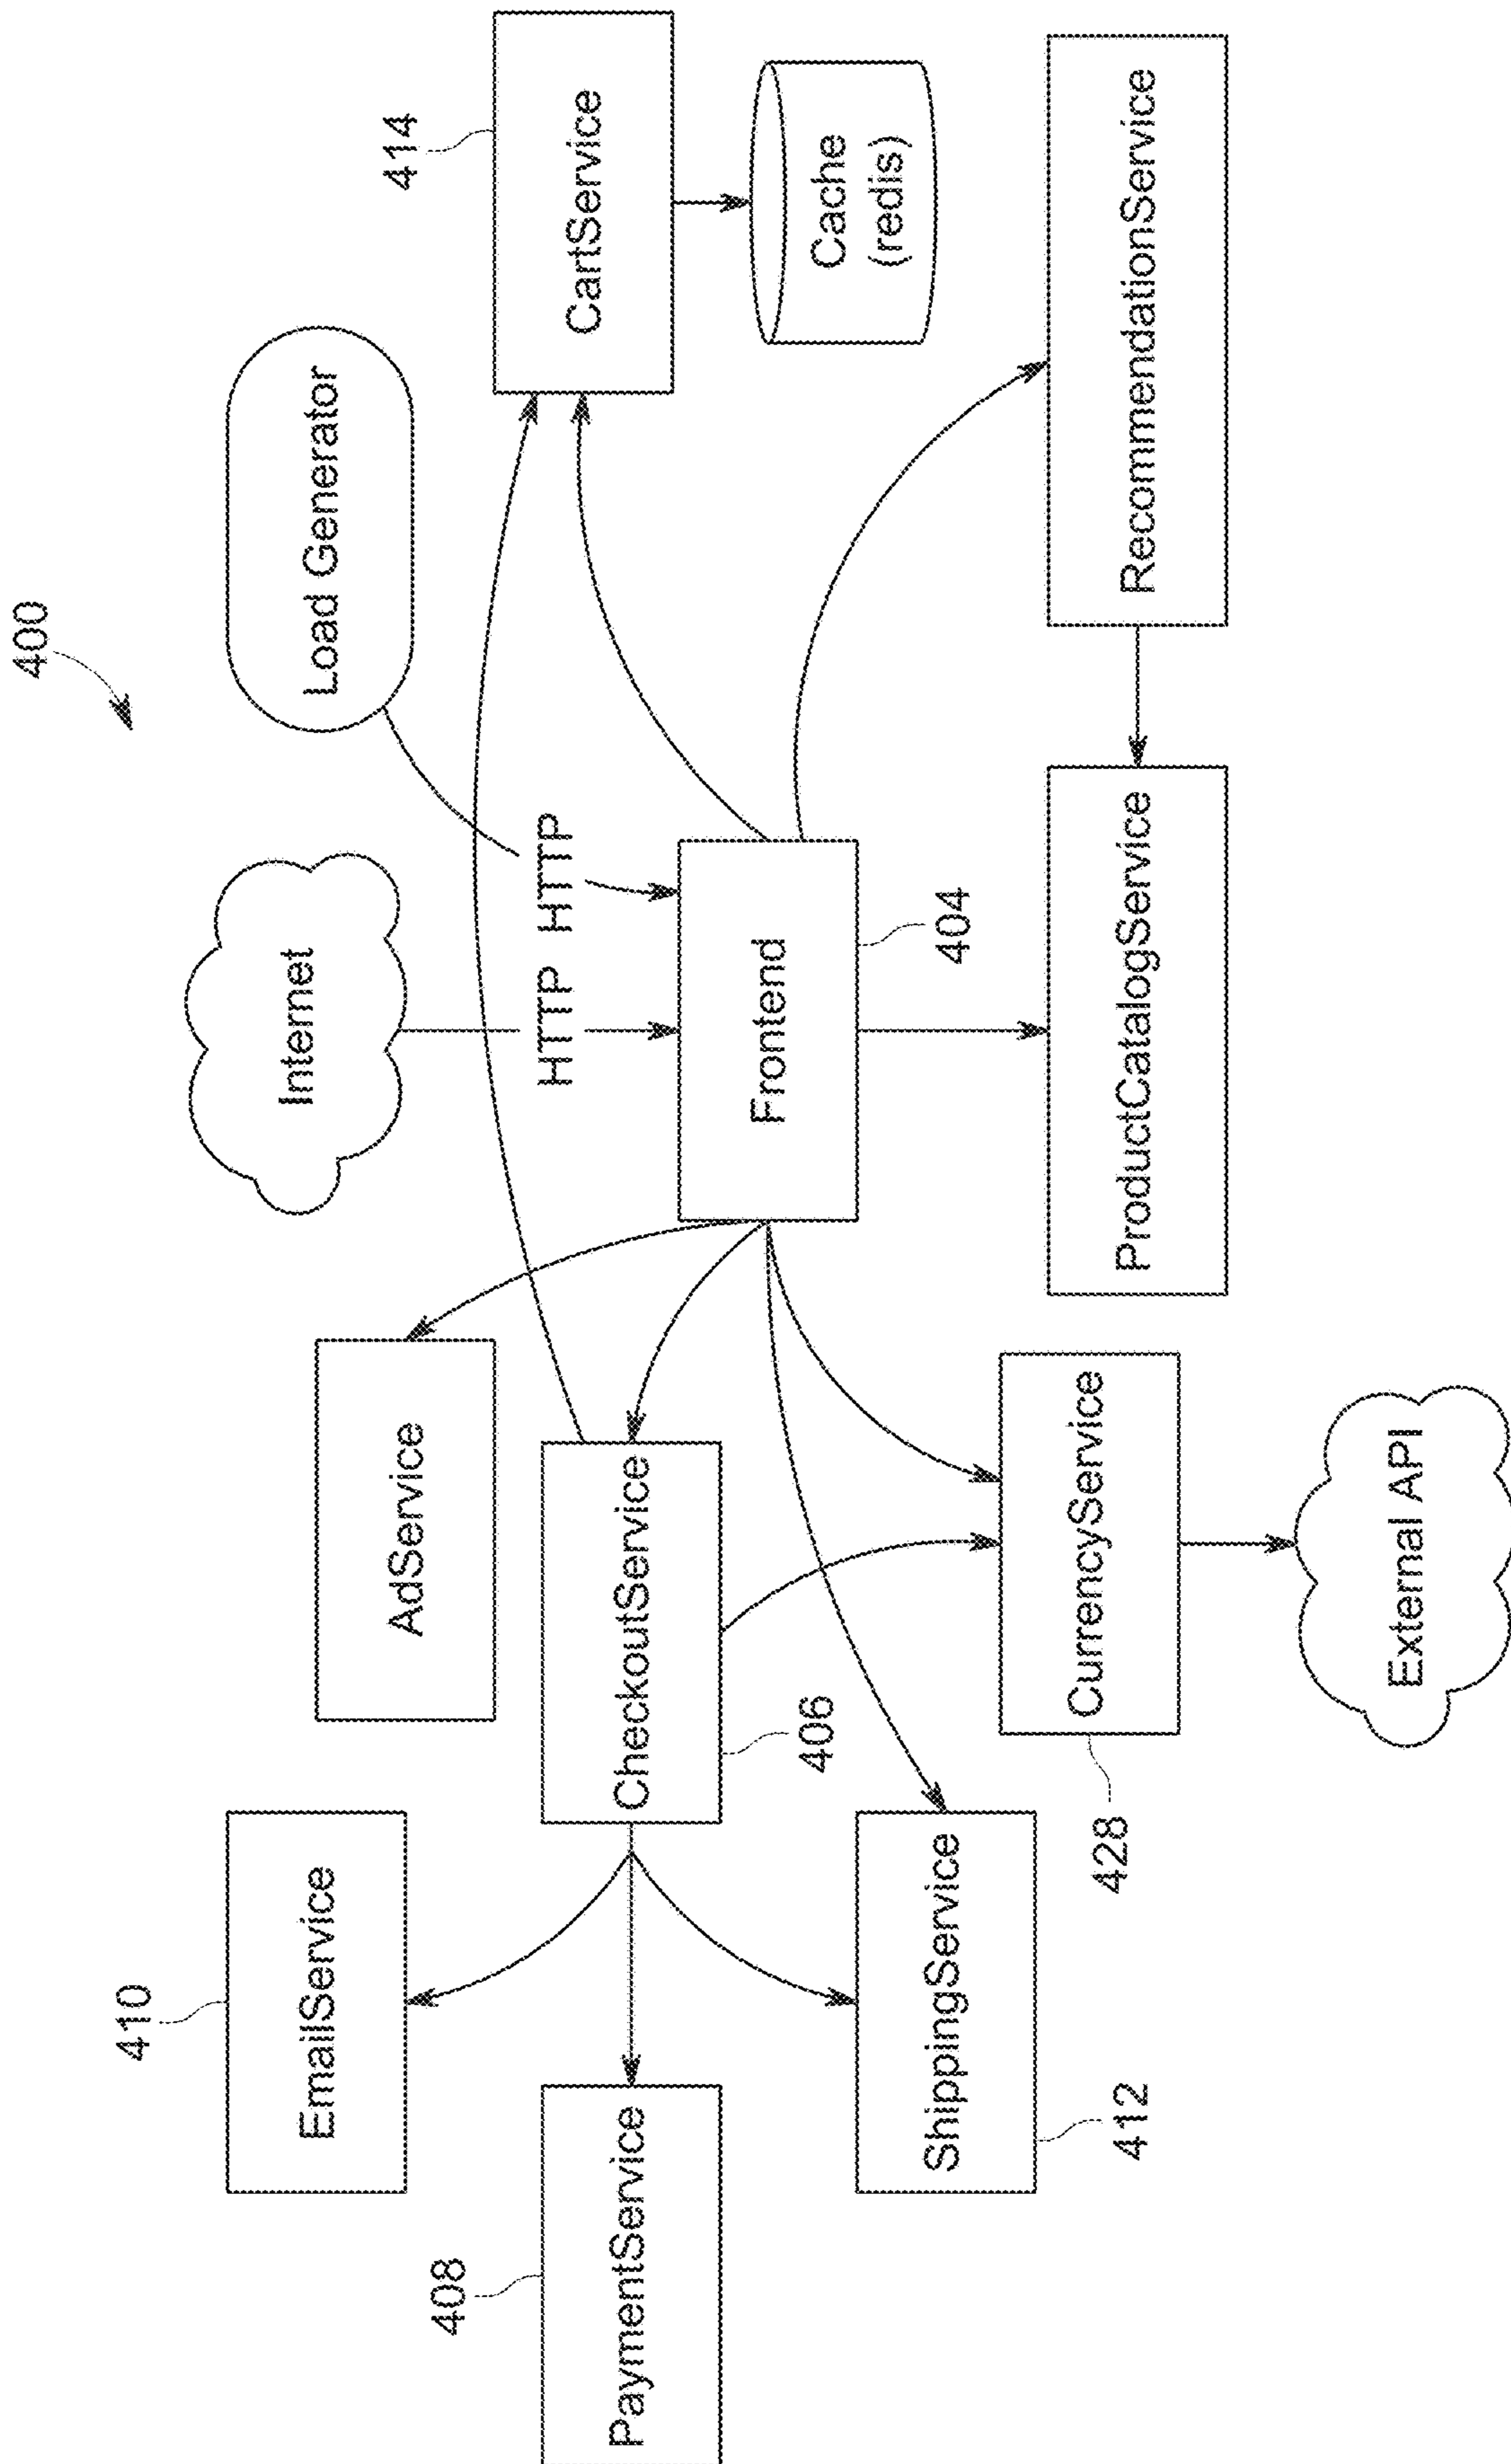 400
410
EmailService
Internet
Load Generator
AdService
414
408
HTTP HTTP
CartService
PaymentService
CheckoutService
Frontend
406
Cache
(redis)
ShippingService
404
CurrencyService
428
412
ProductCatalogService
RecommendationService
External API